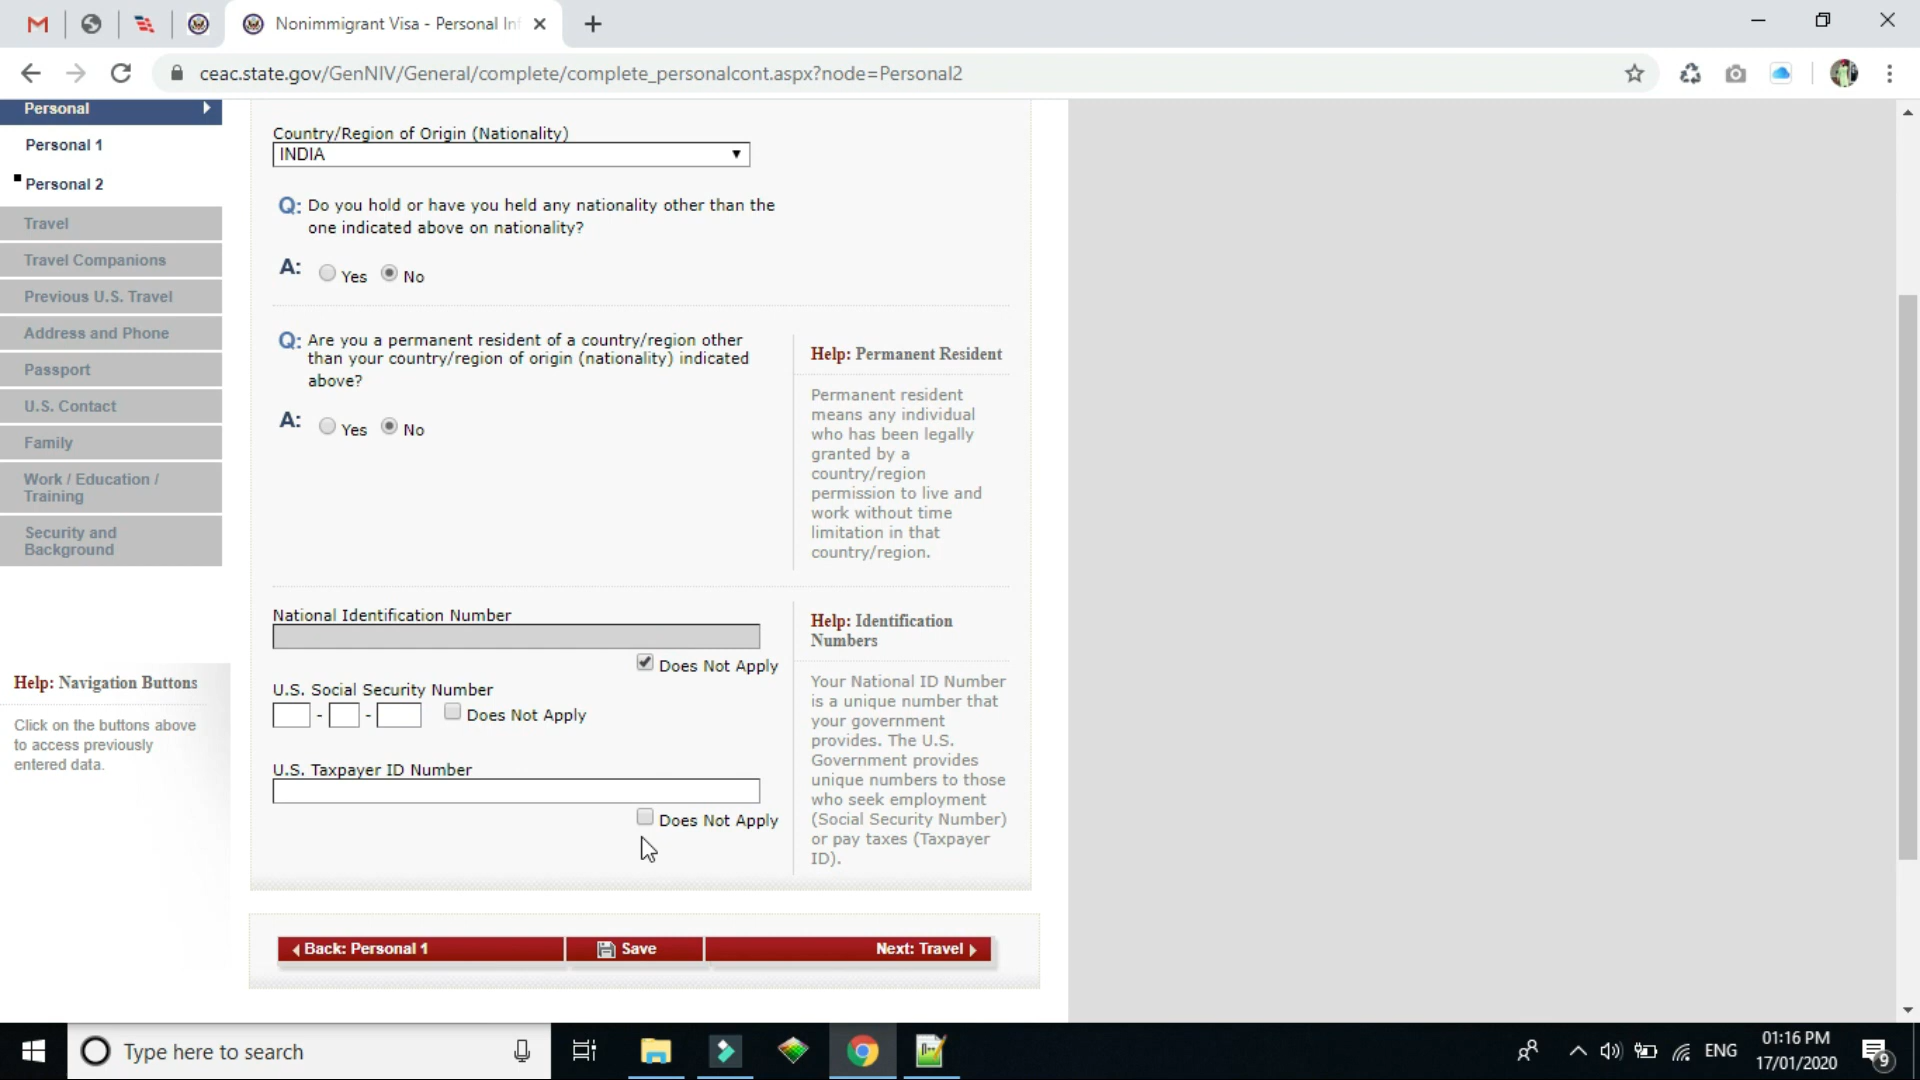 Nonimmigrant Visa - Personal Inf
ceac.state.gov/GenNIV/General/complete/complete_personalcont.aspx?node=Personal2
Personal
Personal 1
Personal 2
Travel
Travel Companions
Previous U.S. Travel
Address and Phone
Passport
U.S. Contact
Family
Work / Education /
Training
Security and
Background
Help: Navigation Buttons
Click on the buttons above
to access previously
entered data.
Country/Region of Origin (Nationality)
INDIA
Q: Do you hold or have you held any nationality other than the
one indicated above on nationality?
A: Yes No
Q: Are you a permanent resident of a country/region other
than your country/region of origin (nationality) indicated
above?
A: Yes No
Help: Permanent Resident
Permanent resident
means any individual
who has been legally
granted by a
country/region
permission to live and
work without time
limitation in that
country/region.
National Identification Number
Does Not Apply
U.S. Social Security Number
- - Does Not Apply
U.S. Taxpayer ID Number
Does Not Apply
Help: Identification
Numbers
Your National ID Number
is a unique number that
your government
provides. The U.S.
Government provides
unique numbers to those
who seek employment
(Social Security Number)
or pay taxes (Taxpayer
ID).
Back: Personal 1
Save
Next: Travel
Type here to search
ENG
01:16 PM
17/01/2020
9